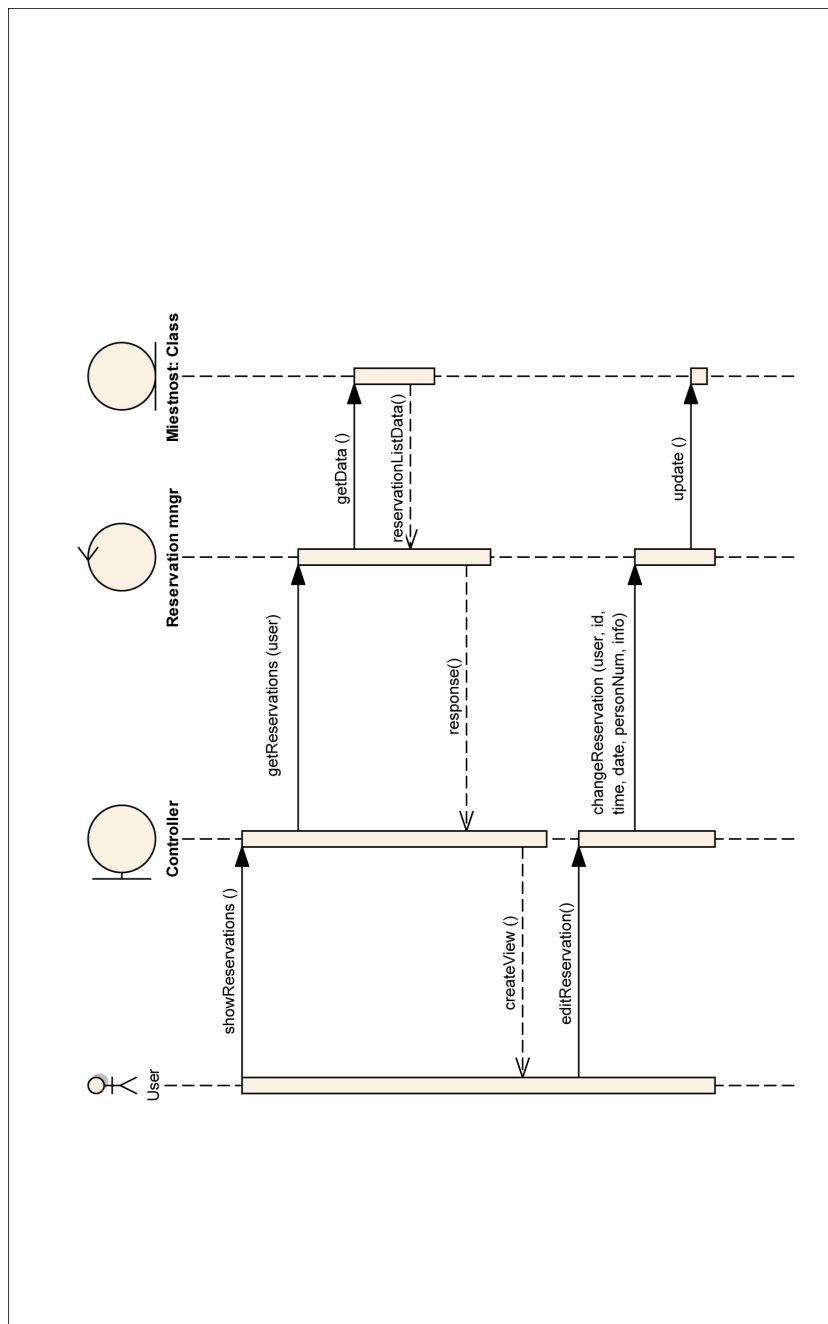 User
Controller
Reservation mngr
Miestnost: Class
showReservations ()
getReservations (user)
getData ()
reservationListData()
response()
createView ()
editReservation()
changeReservation (user, id,
time, date, personNum, info)
update ()